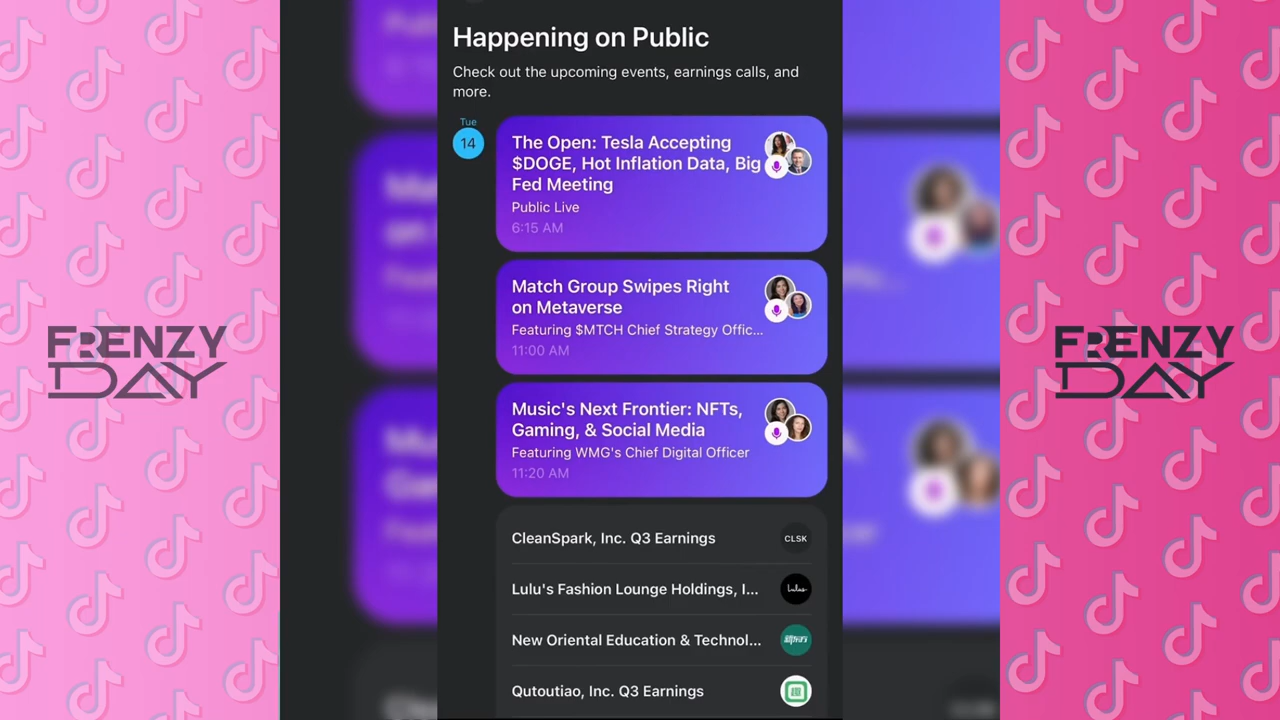 Happening on Public
Check out the upcoming events, earnings calls, and
more.
Tue
14
The Open: Tesla Accepting
$DOGE, Hot Inflation Data, Big
Fed Meeting
Public Live
6:15 AM
Match Group Swipes Right
on Metaverse
Featuring $MTCH Chief Strategy Offic...
11:00 AM
Music's Next Frontier: NFTs,
Gaming, & Social Media
Featuring WMG's Chief Digital Officer
11:20 AM
CleanSpark, Inc. Q3 Earnings
CLSK
Lulu's Fashion Lounge Holdings, I...
Lulus
New Oriental Education & Technol...
Qutoutiao, Inc. Q3 Earnings
FRENZY
DAY
FRENZY
DAY